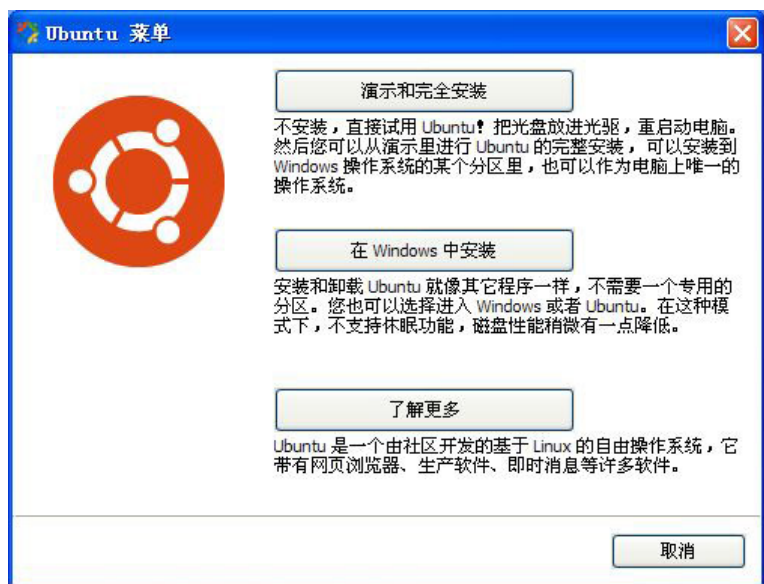 Ubuntu 菜单
演示和完全安装
不安装，直接试用 Ubuntu！把光盘放进光驱，重启动电脑。
然后您可以从演示里进行 Ubuntu 的完整安装，可以安装到
Windows 操作系统的某个分区里，也可以作为电脑上唯一的
操作系统。
在 Windows 中安装
安装和卸载 Ubuntu 就像其它程序一样，不需要一个专用的
分区。您也可以选择进入 Windows 或者 Ubuntu。在这种模
式下，不支持休眠功能，磁盘性能稍微有一点降低。
了解更多
Ubuntu 是一个由社区开发的基于 Linux 的自由操作系统，它
带有网页浏览器、生产软件、即时消息等许多软件。
取消